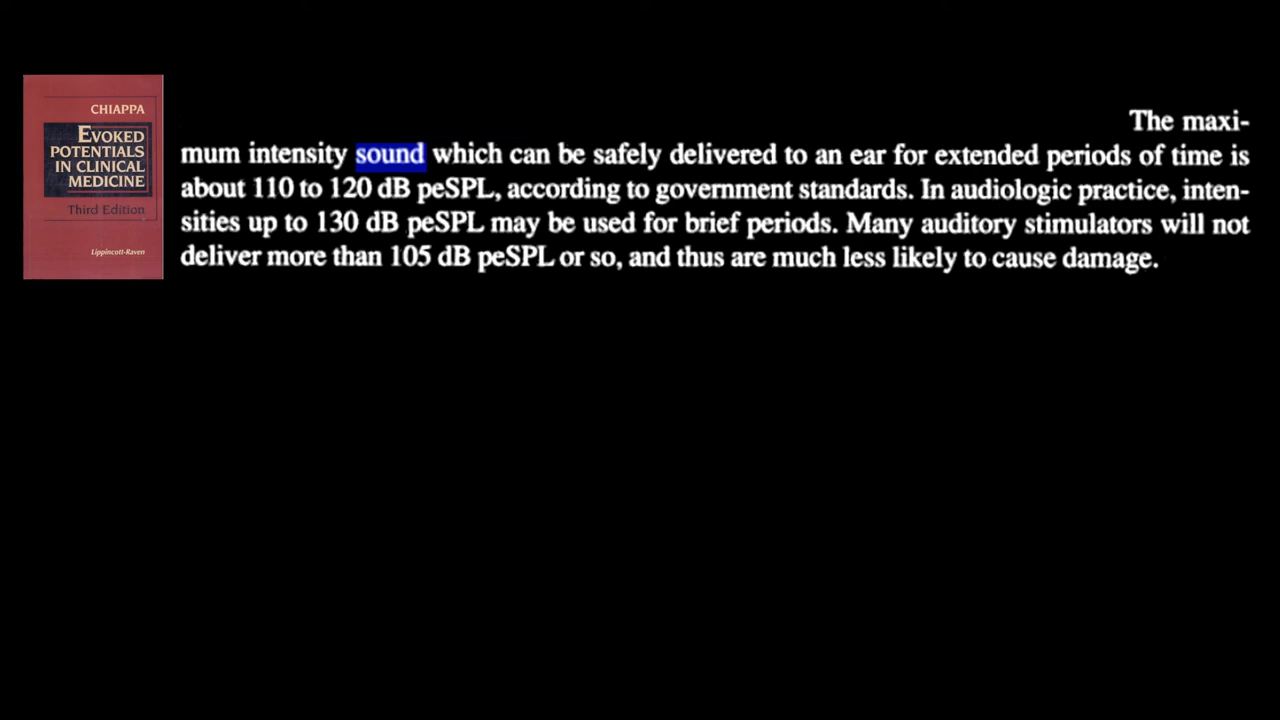 CHIAPPA
EVOKED
POTENTIALS
IN CLINICAL
MEDICINE
Third Edition
Lippincott-Raven
The maxi-
mum intensity sound which can be safely delivered to an ear for extended periods of time is
about 110 to 120 dB peSPL, according to government standards. In audiologic practice, inten-
sities up to 130 dB peSPL may be used for brief periods. Many auditory stimulators will not
deliver more than 105 dB peSPL or so, and thus are much less likely to cause damage.